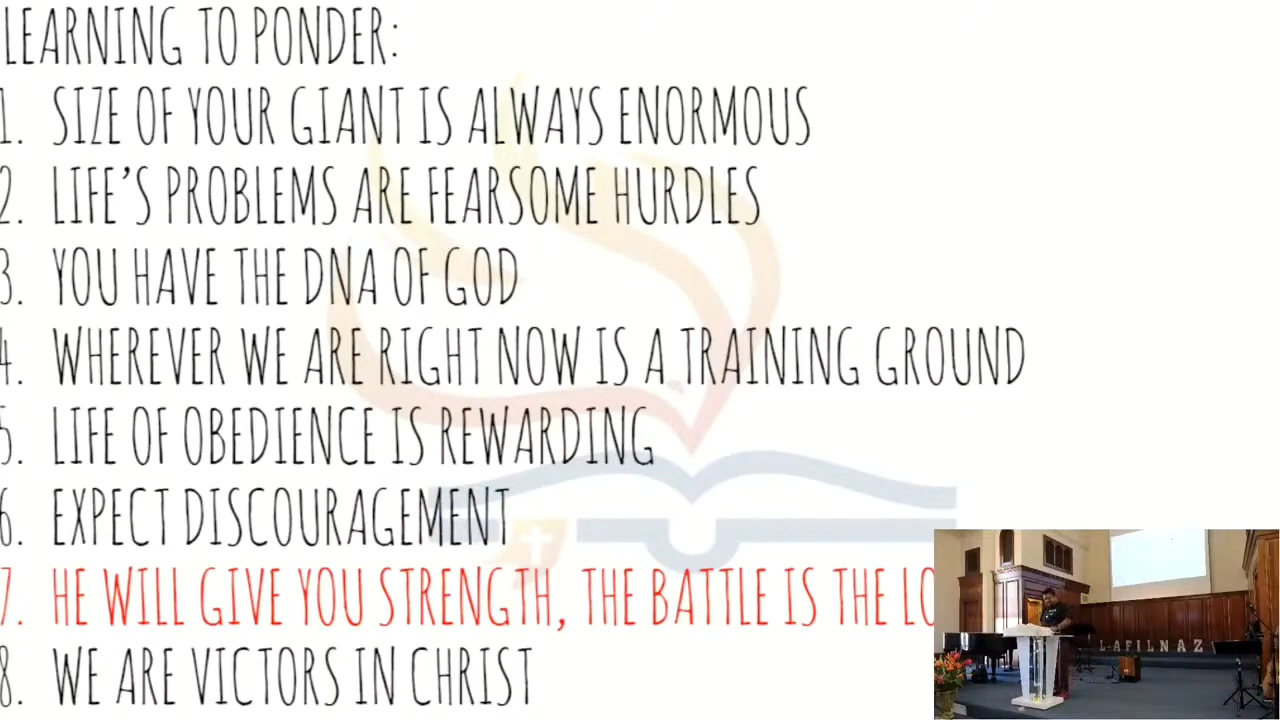 LEARNING TO PONDER:
1. SIZE OF YOUR GIANT IS ALWAYS ENORMOUS
2. LIFE'S PROBLEMS ARE FEARSOME HURDLES
3. YOU HAVE THE DNA OF GOD
4. WHEREVER WE ARE RIGHT NOW IS A TRAINING GROUND
5. LIFE OF OBEDIENCE IS REWARDING
6. EXPECT DISCOURAGEMENT
7. HE WILL GIVE YOU STRENGTH, THE BATTLE IS THE LO
8. WE ARE VICTORS IN CHRIST
LAFILNAZ